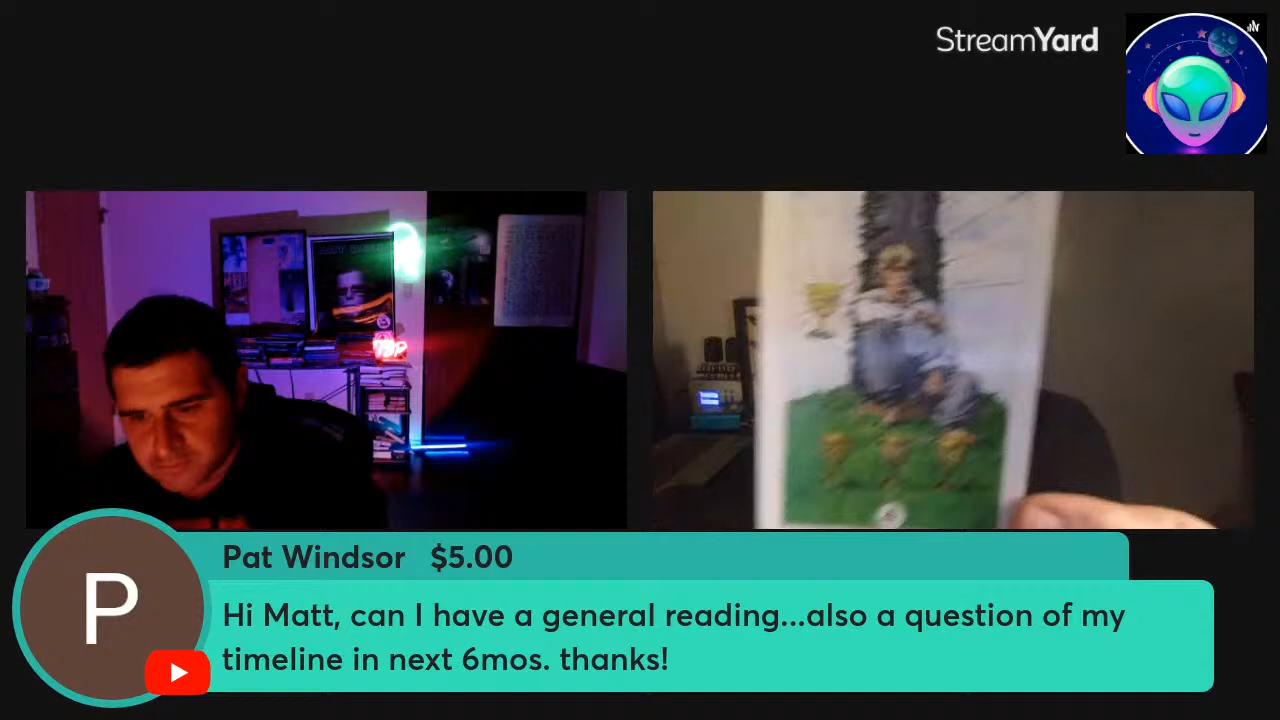 StreamYard
Pat Windsor $5.00
P
Hi Matt, can I have a general reading...also a question of my
timeline in next 6mos. thanks!